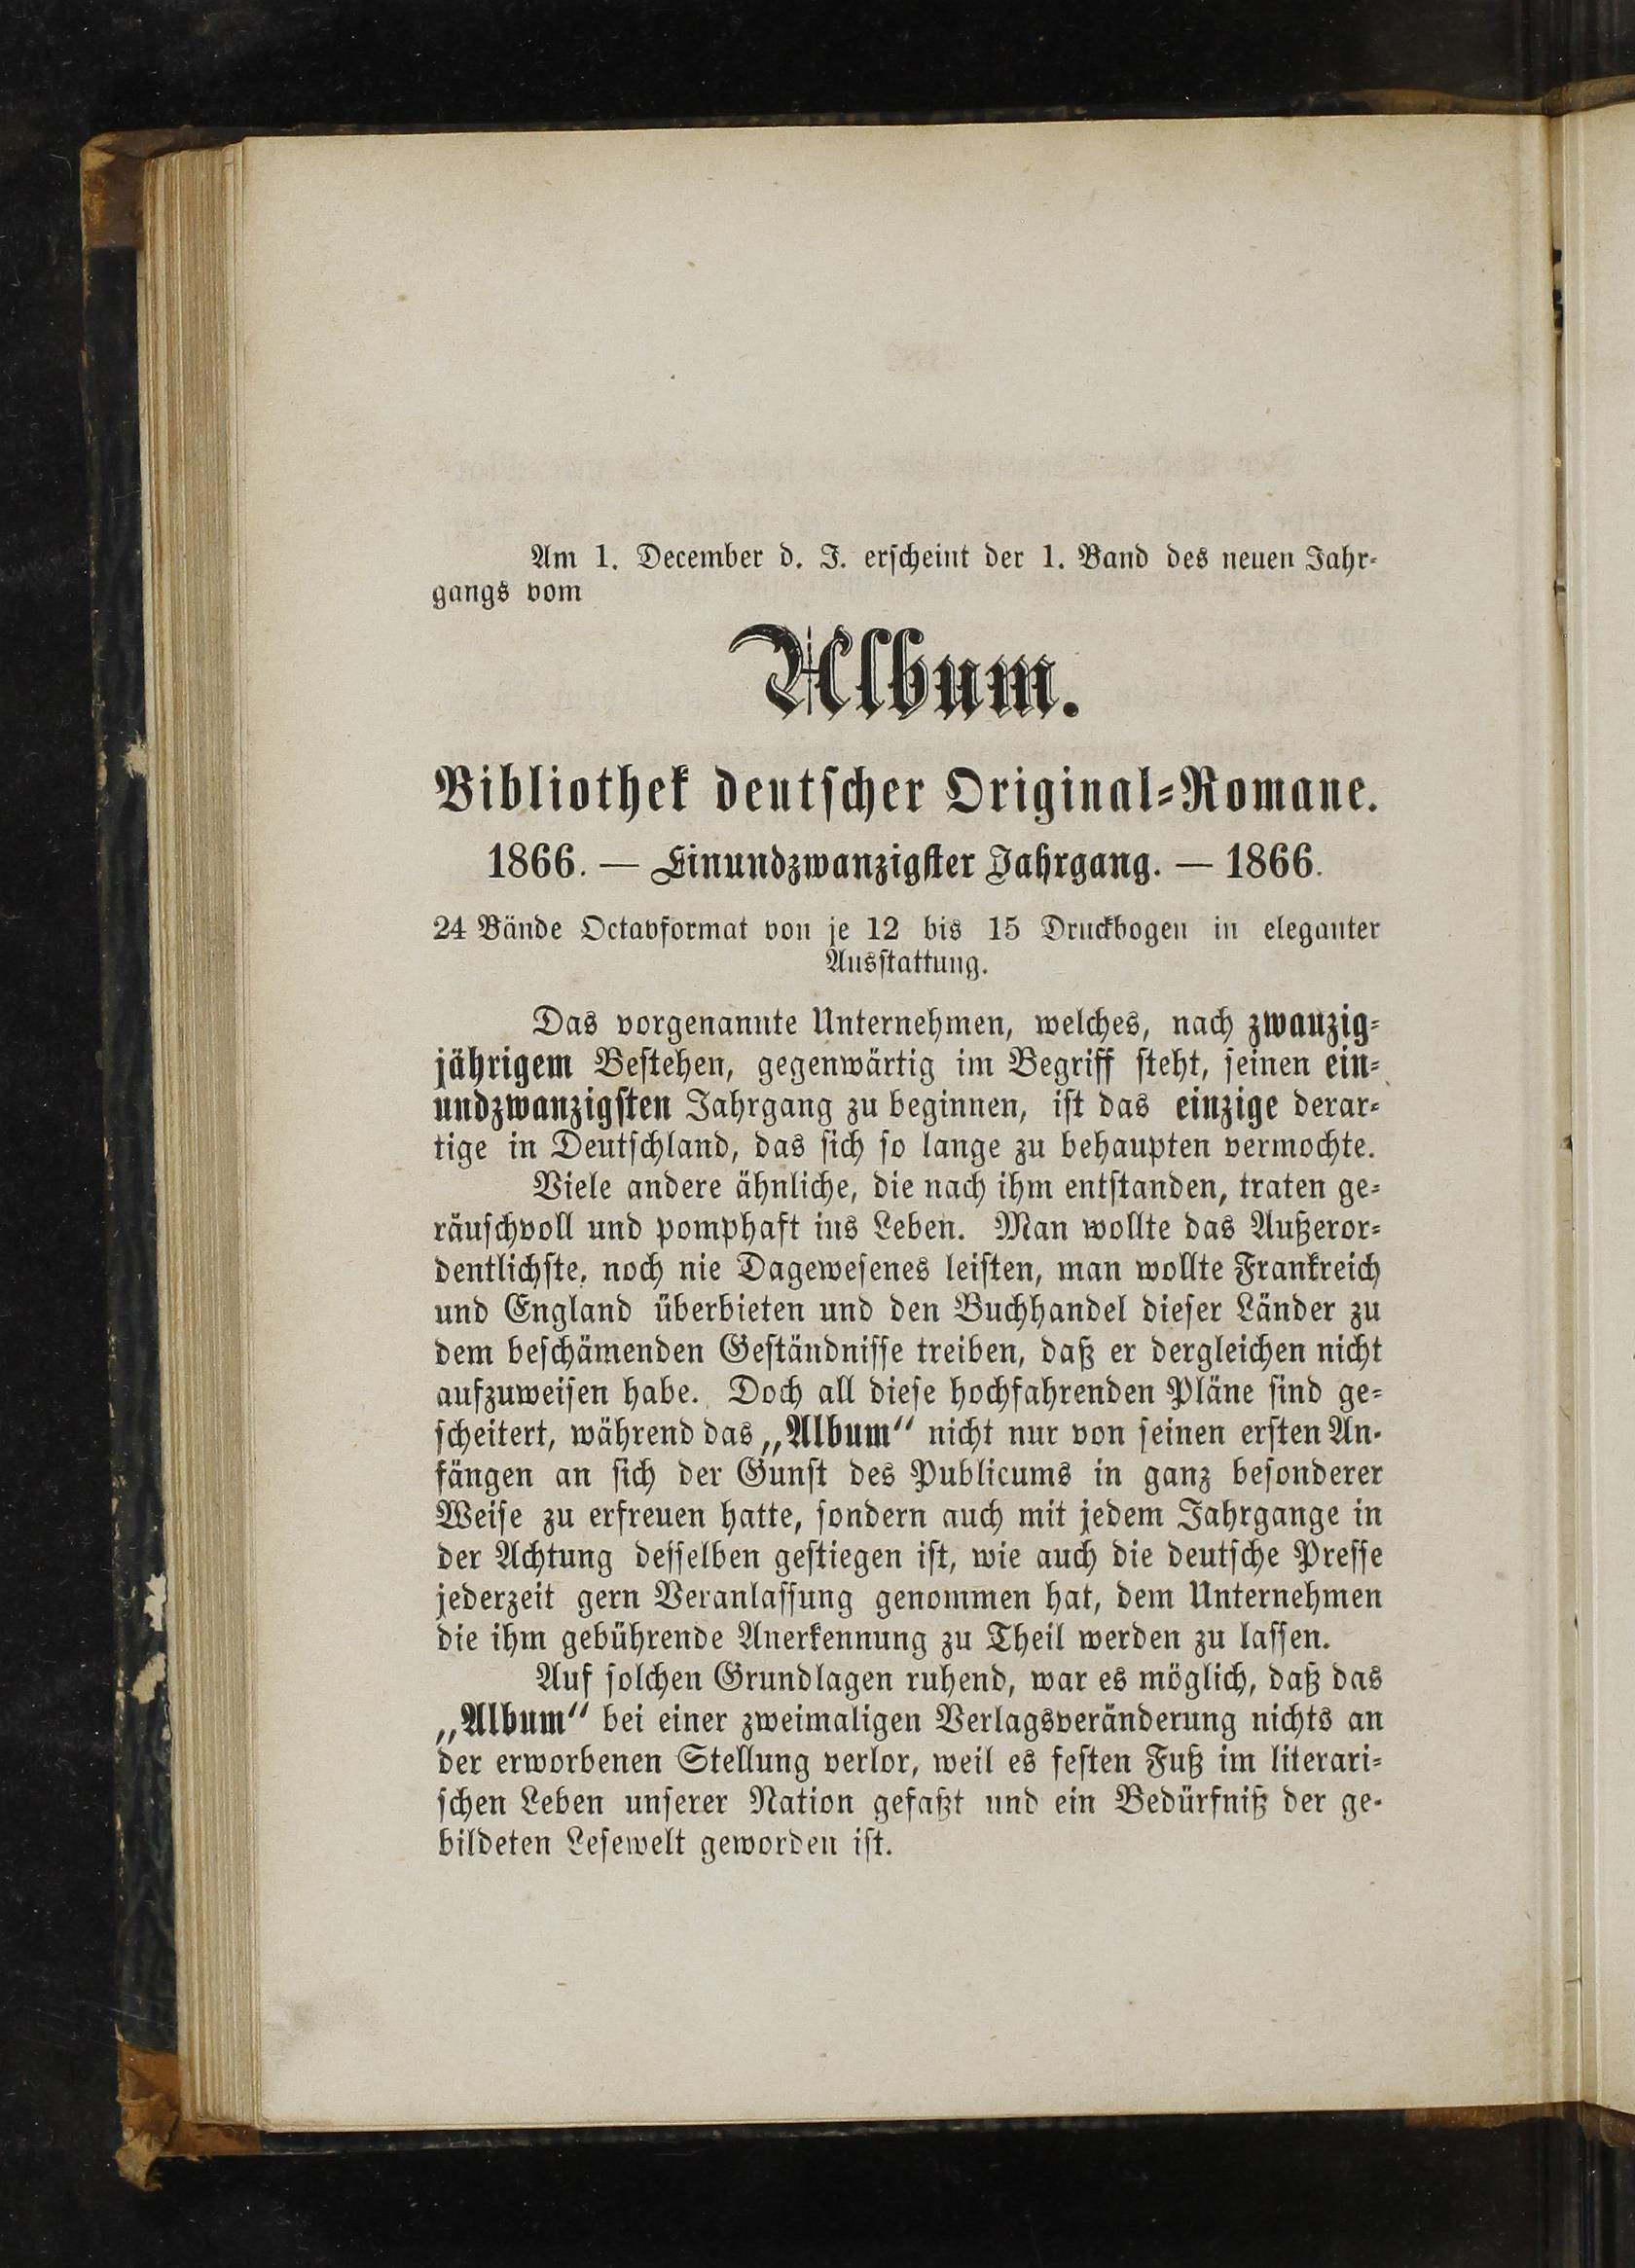 Am 1. December d. J. erscheint der 1. Band des neuen Jahr-
gangs vom
Album.
Bibliothek deutscher Original-Romane.
1866. — Einundzwanzigster Jahrgang. — 1866.
24 Bände Octavformat von je 12 bis 15 Druckbogen in eleganter
Ausstattung.
Das vorgenannte Unternehmen, welches, nach zwanzig-
jährigem Bestehen, gegenwärtig im Begriff steht, seinen ein-
undzwanzigsten Jahrgang zu beginnen, ist das einzige derar-
tige in Deutschland, das sich so lange zu behaupten vermochte.
Viele andere ähnliche, die nach ihm entstanden, traten ge-
räuschvoll und pomphaft ins Leben. Man wollte das Außeror-
dentlichste, noch nie Dagewesenes leisten, man wollte Frankreich
und England überbieten und den Buchhandel dieser Länder zu
dem beschämenden Geständnisse treiben, daß er dergleichen nicht
aufzuweisen habe. Doch all diese hochfahrenden Pläne sind ge-
scheitert, während das „Album“ nicht nur von seinen ersten An-
fängen an sich der Gunst des Publicums in ganz besonderer
Weise zu erfreuen hatte, sondern auch mit jedem Jahrgange in
der Achtung desselben gestiegen ist, wie auch die deutsche Presse
jederzeit gern Veranlassung genommen hat, dem Unternehmen
die ihm gebührende Anerkennung zu Theil werden zu lassen.
Auf solchen Grundlagen ruhend, war es möglich, daß das
„Album“ bei einer zweimaligen Verlagsveränderung nichts an
der erworbenen Stellung verlor, weil es festen Fuß im literari-
schen Leben unserer Nation gefaßt und ein Bedürfniß der ge-
bildeten Lesewelt geworden ist.